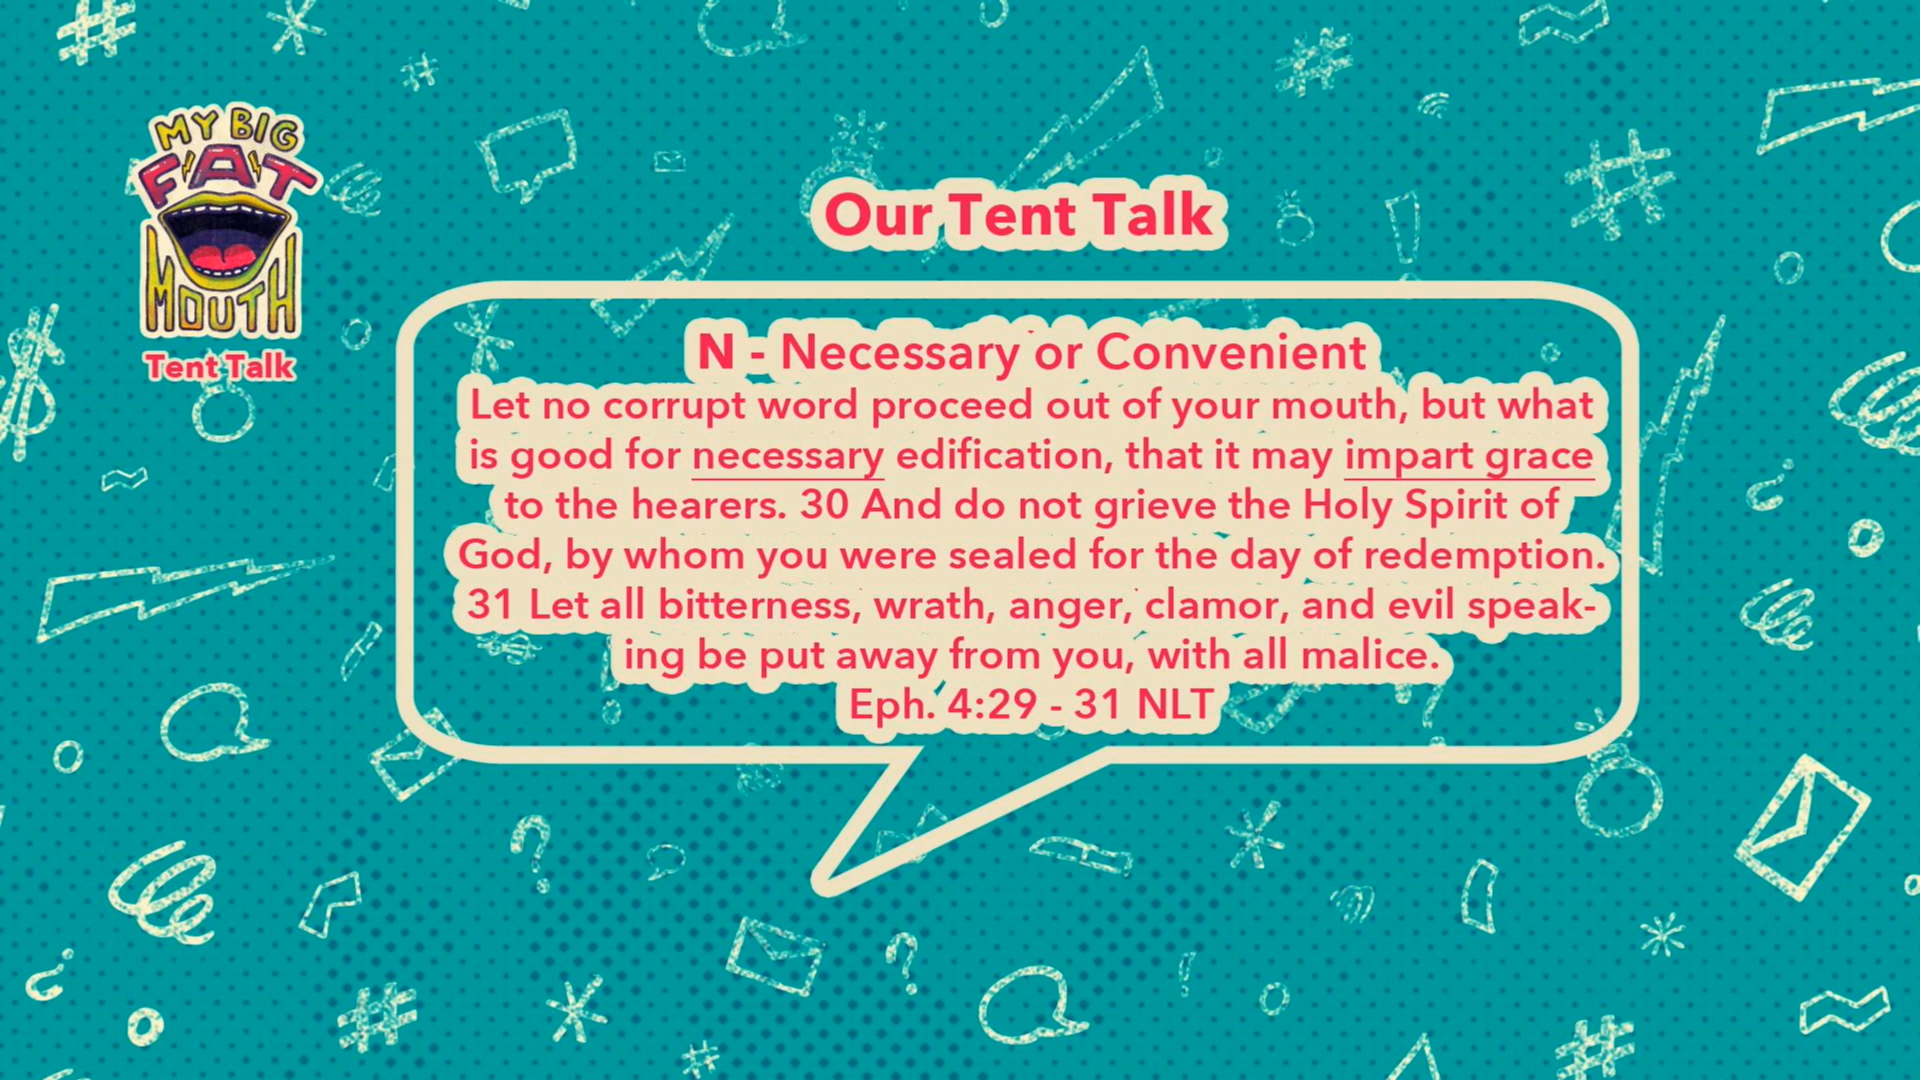 MY BIG
FAT
MOUTH
Tent Talk
Our Tent Talk
N - Necessary or Convenient
Let no corrupt word proceed out of your mouth, but what
is good for necessary edification, that it may impart grace
to the hearers. 30 And do not grieve the Holy Spirit of
God, by whom you were sealed for the day of redemption.
31 Let all bitterness, wrath, anger, clamor, and evil speak-
ing be put away from you, with all malice.
Eph. 4:29 - 31 NLT